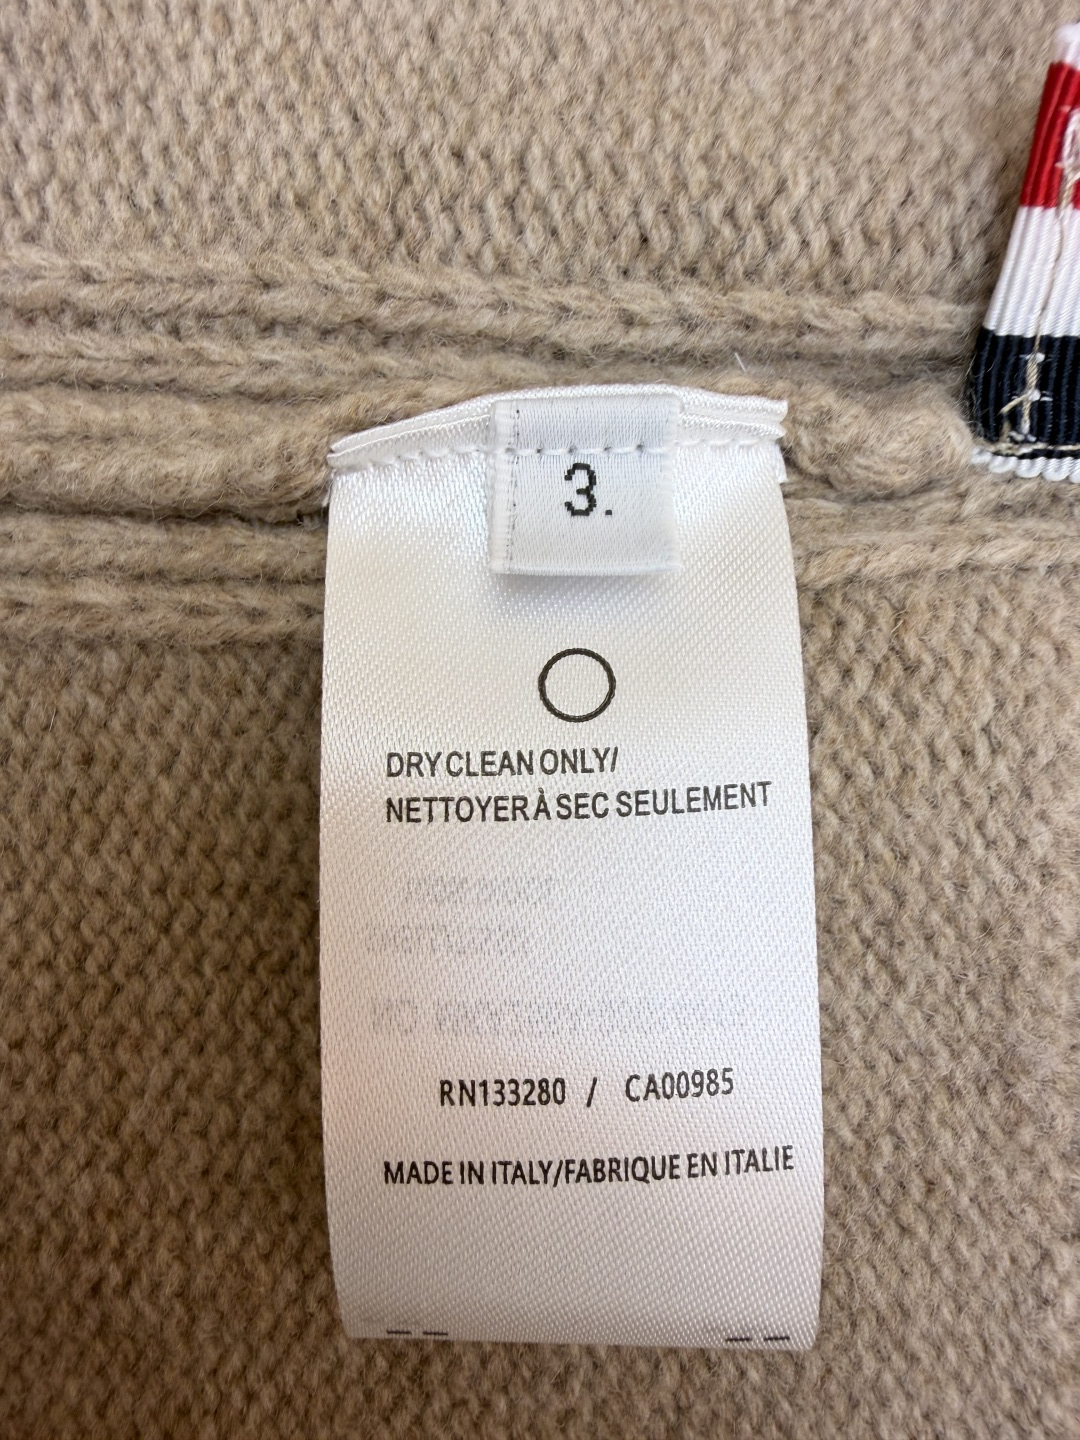 3.
DRY CLEAN ONLY/
NETTOYER À SEC SEULEMENT
RN133280 / CA00985
MADE IN ITALY/FABRIQUE EN ITALIE